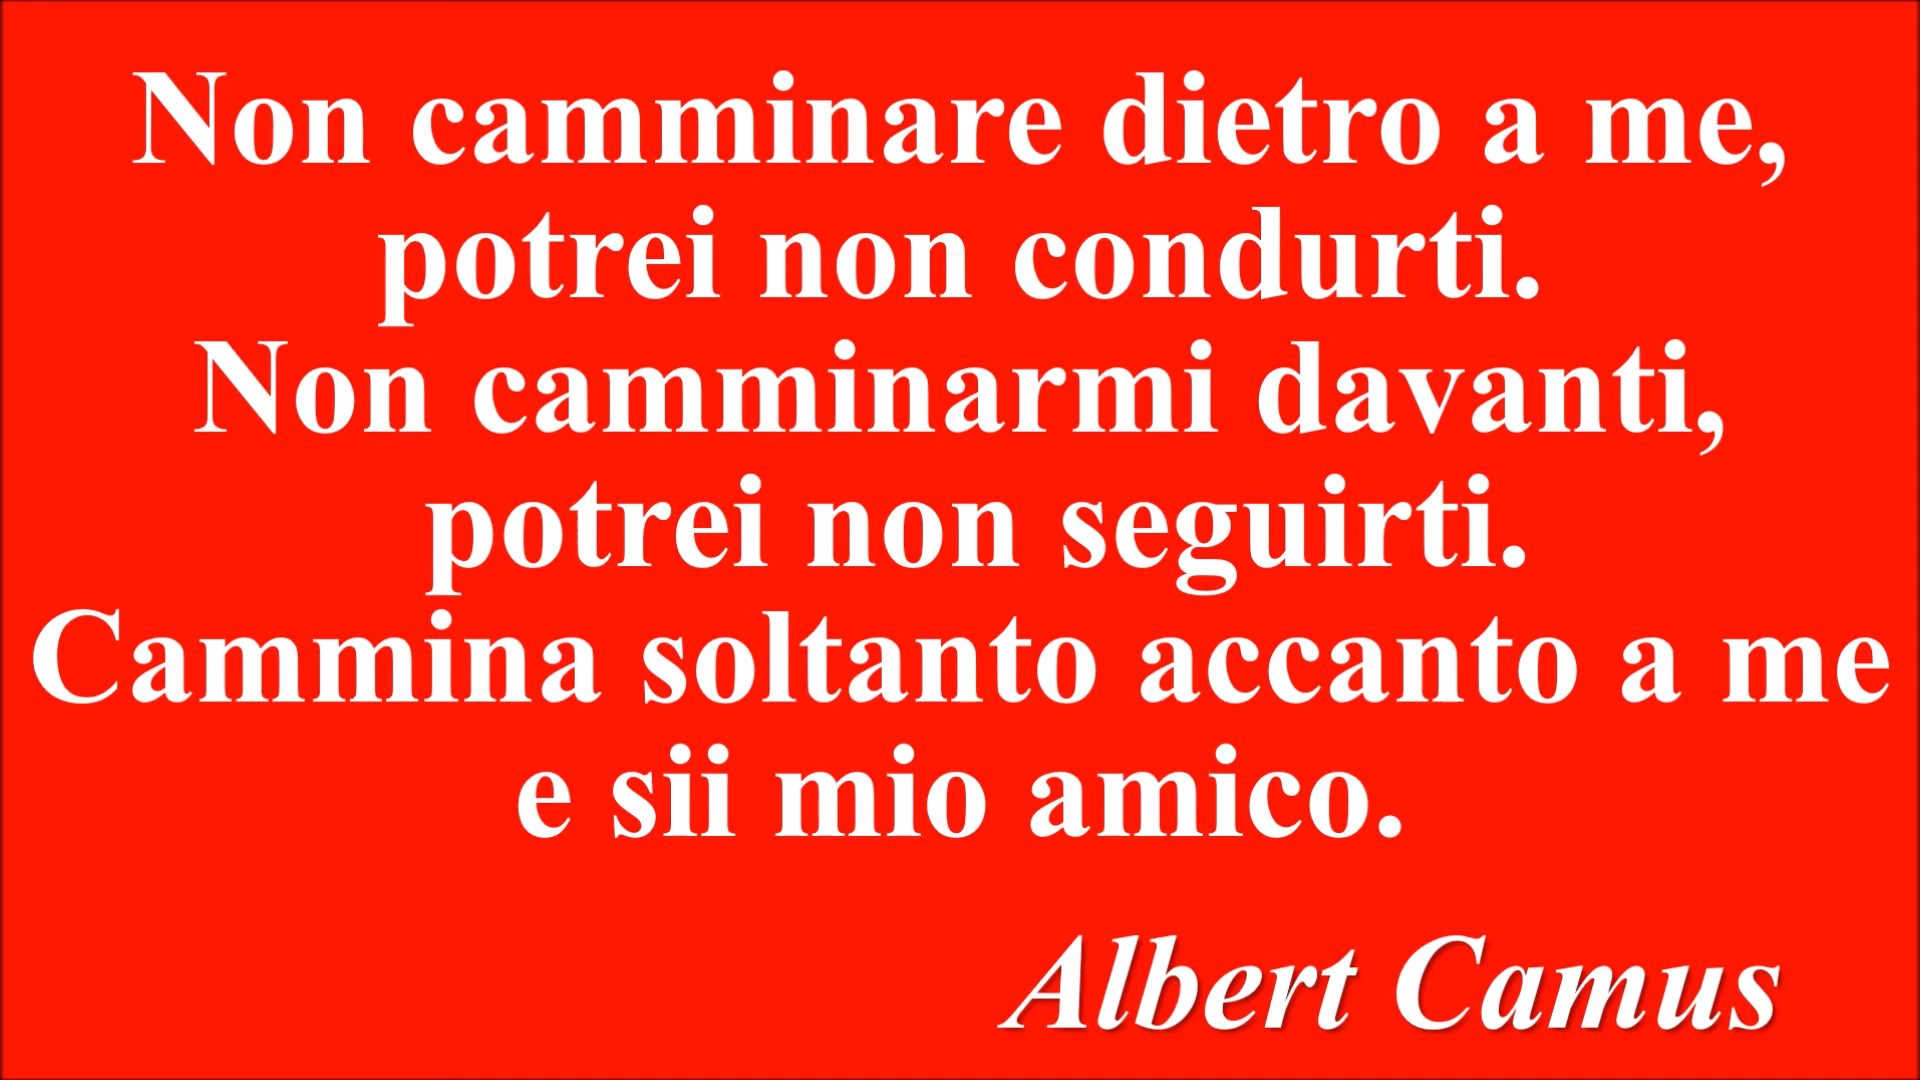 Non camminare dietro a me,
potrei non condurti.
Non camminarmi davanti,
potrei non seguirti.
Cammina soltanto accanto a me
e sii mio amico.
Albert Camus